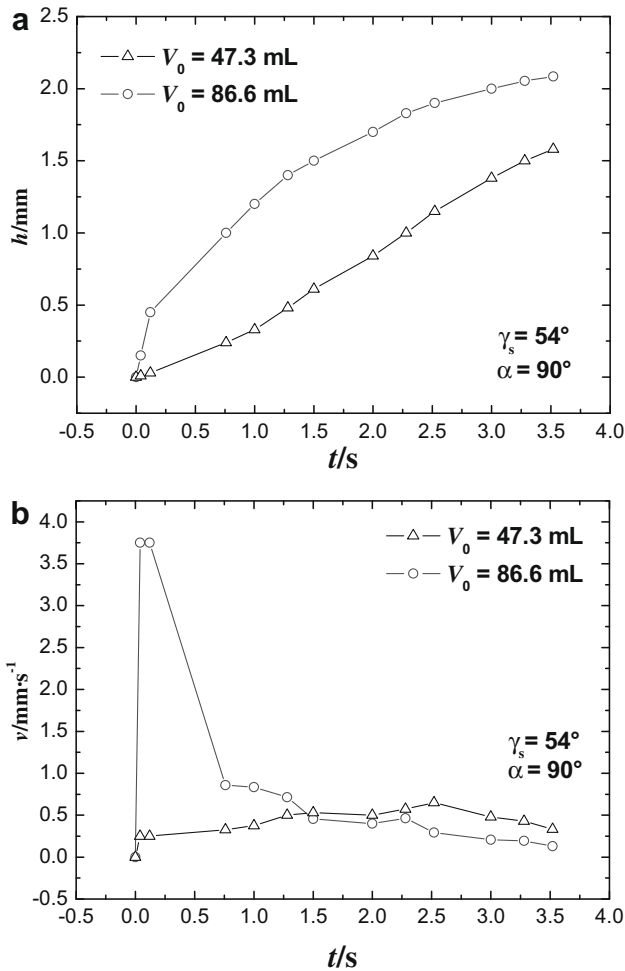 a
V₀ = 47.3 mL
V₀ = 86.6 mL
2.5
2.0
1.5
1.0
0.5
0.0
h/mm
γₛ = 54°
α = 90°
-0.5 0.0 0.5 1.0 1.5 2.0 2.5 3.0 3.5 4.0
t/s
b
V₀ = 47.3 mL
V₀ = 86.6 mL
4.0
3.5
3.0
2.5
2.0
1.5
1.0
0.5
0.0
-0.5
v/mm·s⁻¹
γₛ = 54°
α = 90°
-0.5 0.0 0.5 1.0 1.5 2.0 2.5 3.0 3.5 4.0
t/s